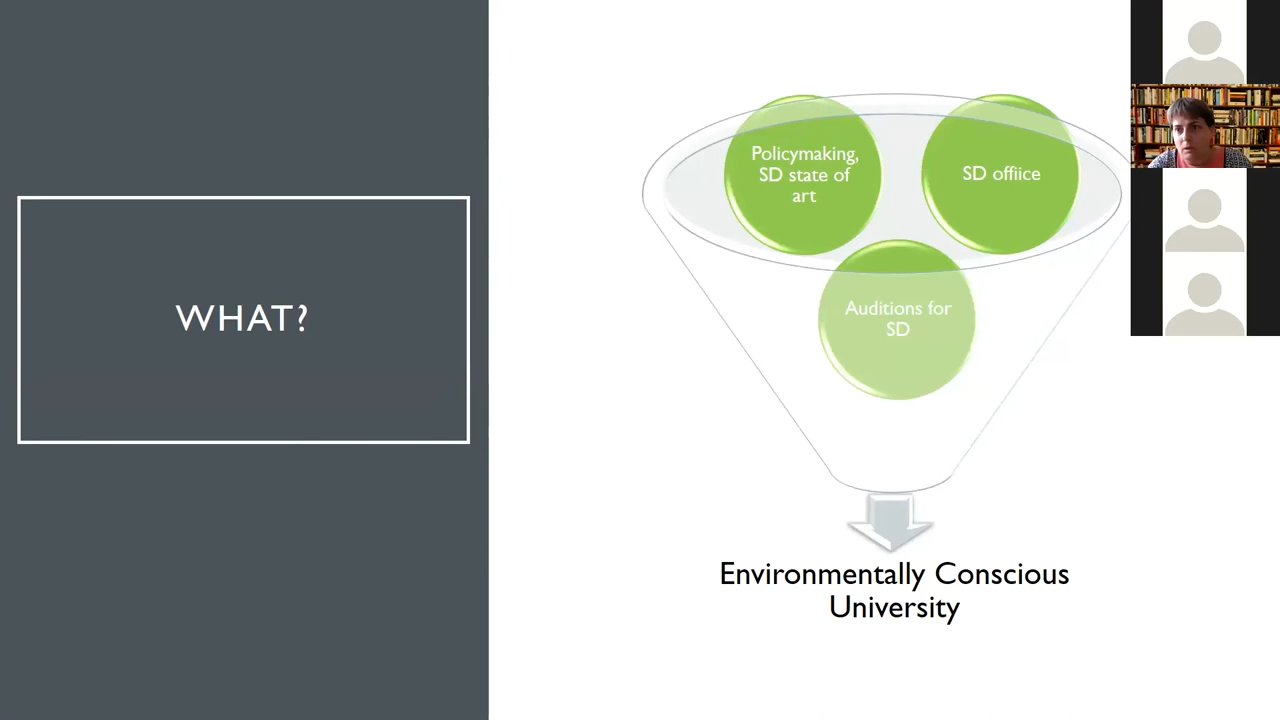 WHAT?
Policymaking,
SD state of
art
SD offiice
Auditions for
SD
Environmentally Conscious
University